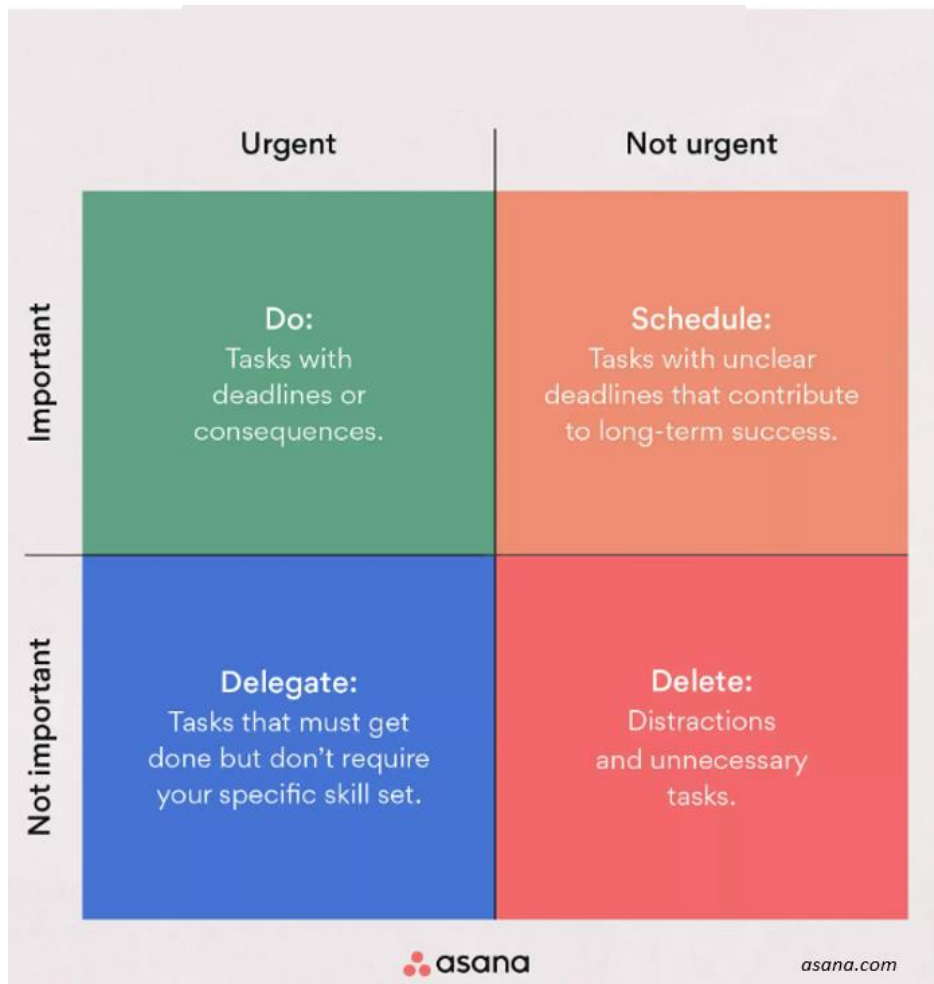 Urgent
Not urgent
Important
Do:
Tasks with
deadlines or
consequences.
Schedule:
Tasks with unclear
deadlines that contribute
to long-term success.
Not important
Delegate:
Tasks that must get
done but don’t require
your specific skill set.
Delete:
Distractions
and unnecessary
tasks.
asana
asana.com